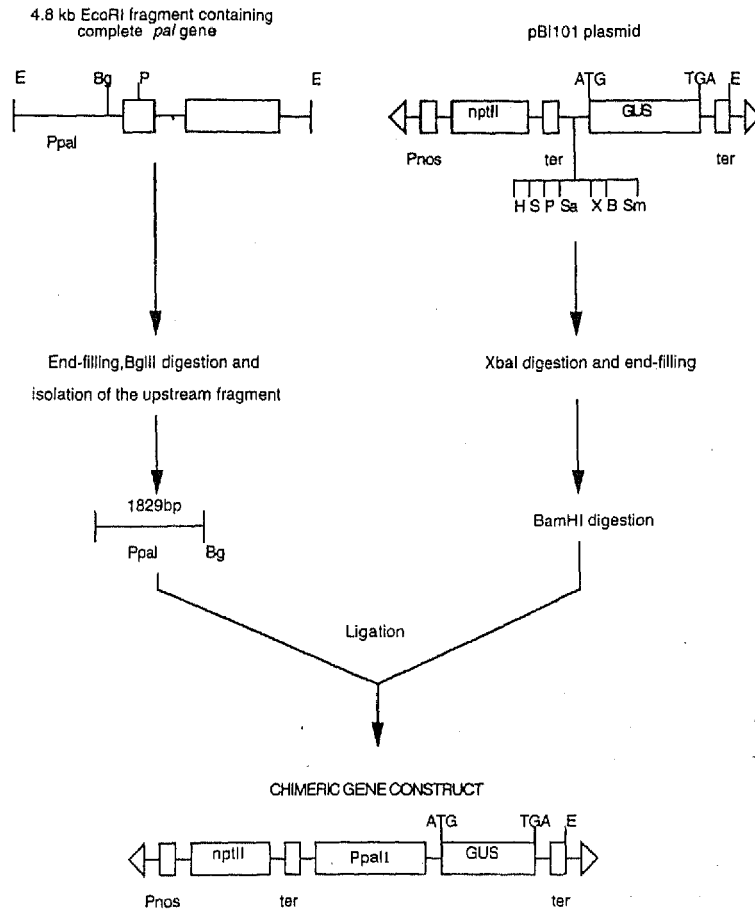 4.8 kb EcoRI fragment containing
complete pal gene
E Bg P E
Ppal
pBI101 plasmid
ATG TGA E
nptII GUS
Pnos ter ter
H S P Sa X B Sm
End-filling,BglII digestion and
isolation of the upstream fragment
XbaI digestion and end-filling
1829bp
Ppal Bg
BamHI digestion
Ligation
CHIMERIC GENE CONSTRUCT
ATG TGA E
nptII Ppal1 GUS
Pnos ter ter